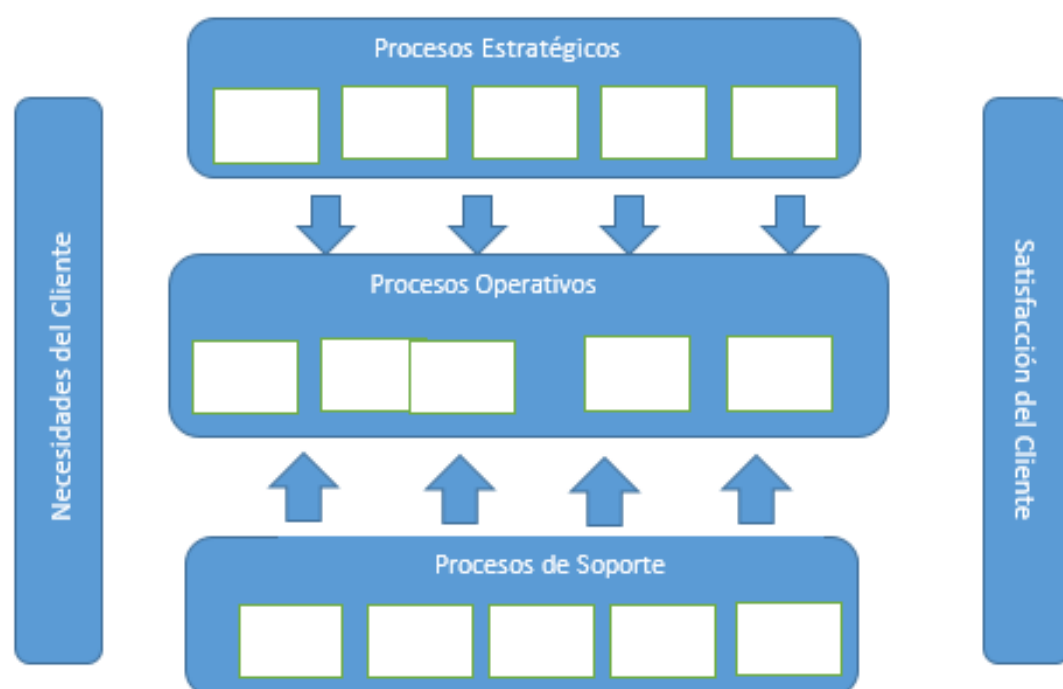 Procesos Estratégicos
Necesidades del Cliente
Procesos Operativos
Satisfacción del Cliente
Procesos de Soporte